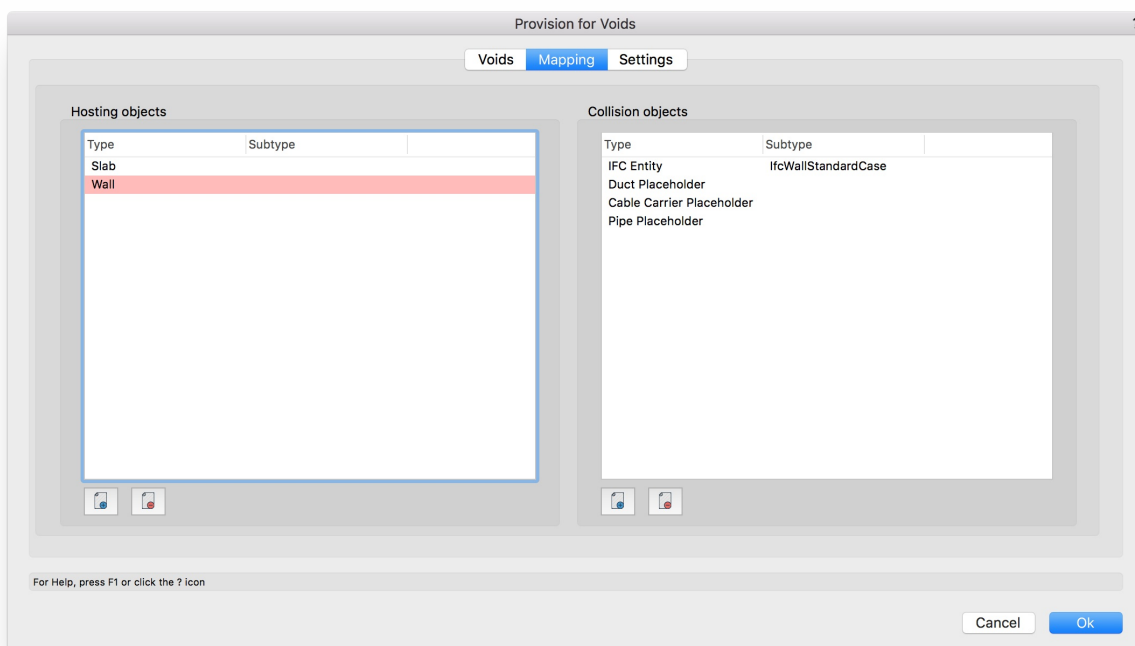 Provision for Voids
Voids Mapping Settings
Hosting objects
Type Subtype
Slab
Wall
Collision objects
Type Subtype
IFC Entity IfcWallStandardCase
Duct Placeholder
Cable Carrier Placeholder
Pipe Placeholder
For Help, press F1 or click the ? icon
Cancel Ok